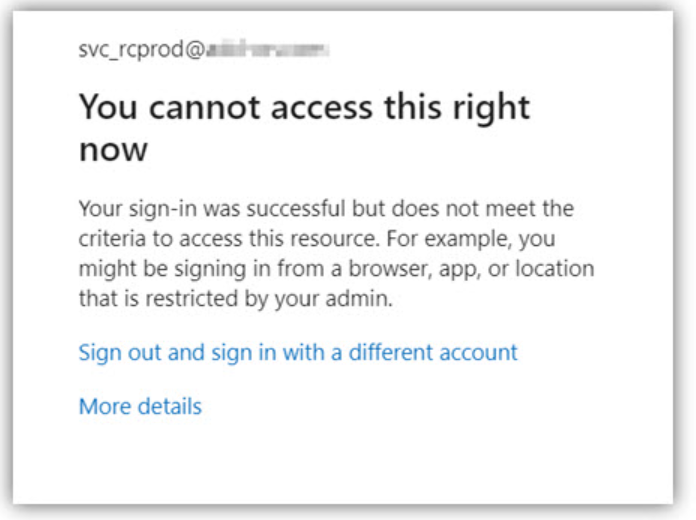 svc_rcprod@
You cannot access this right
now
Your sign-in was successful but does not meet the
criteria to access this resource. For example, you
might be signing in from a browser, app, or location
that is restricted by your admin.
Sign out and sign in with a different account
More details